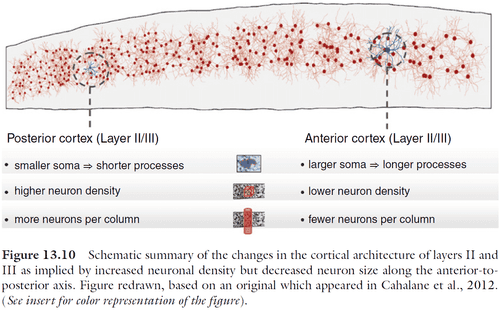 Posterior cortex (Layer II/III)
Anterior cortex (Layer II/III)
• smaller soma ⇒ shorter processes
• larger soma ⇒ longer processes
• higher neuron density
• lower neuron density
• more neurons per column
• fewer neurons per column
Figure 13.10 Schematic summary of the changes in the cortical architecture of layers II and
III as implied by increased neuronal density but decreased neuron size along the anterior-to-
posterior axis. Figure redrawn, based on an original which appeared in Cahalane et al., 2012.
(See insert for color representation of the figure).